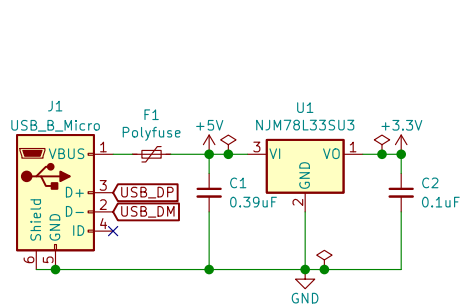 J1
USB_B_Micro
F1
Polyfuse
+5V
U1
NJM78L33SU3
+3.3V
VBUS 1
3 VI
VO 1
D+ 3 USB_DP
D- 2 USB_DM
ID 4
Shield
GND
6
5
GND
2
C1
0.39uF
C2
0.1uF
GND